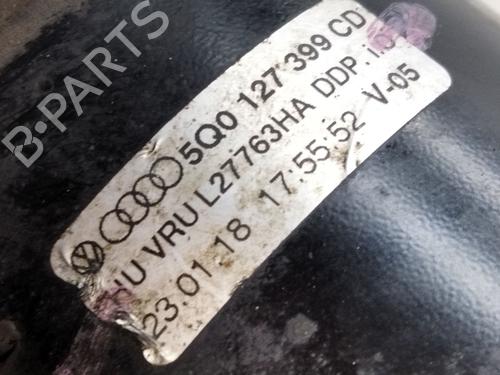 B-PARTS
5Q0 127 399 CD
VRU L27763HA DDP
23.01.18 17:55:52 V-05